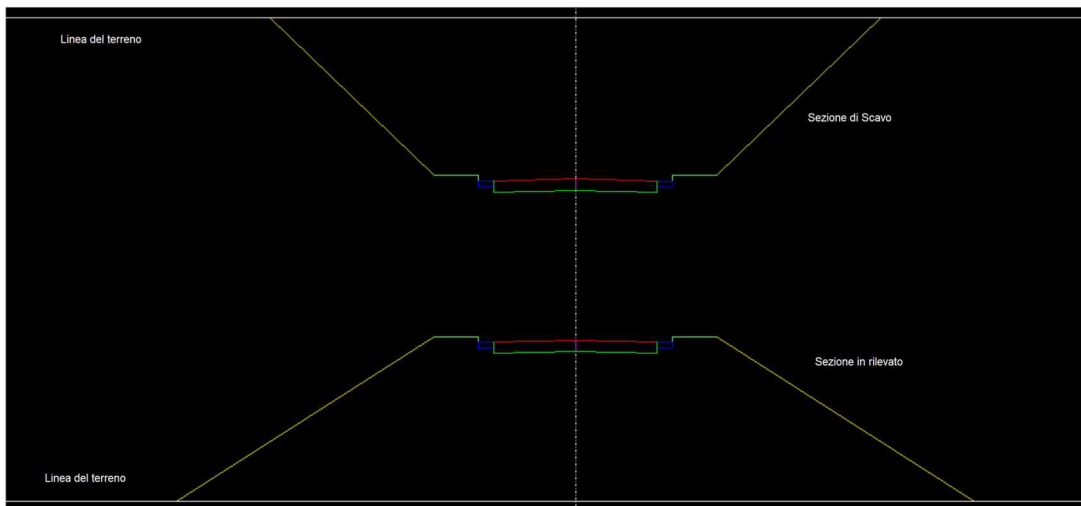 Linea del terreno
Sezione di Scavo
Sezione in rilevato
Linea del terreno